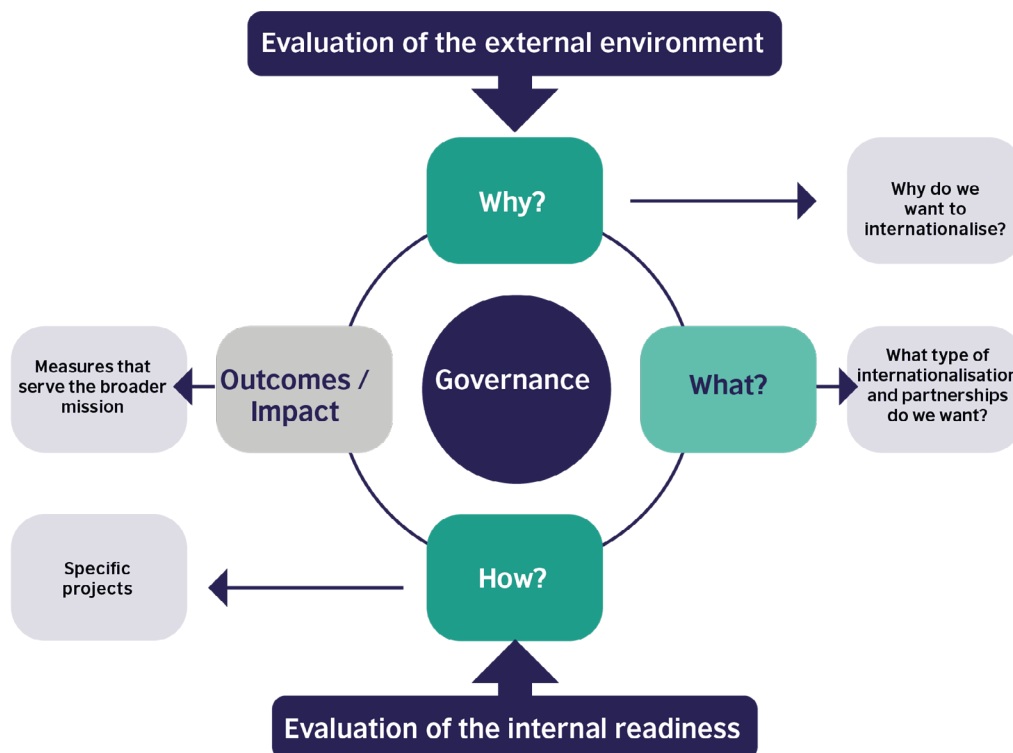 Evaluation of the external environment
Why?
Why do we
want to
internationalise?
Measures that
serve the broader
mission
Outcomes /
Impact
Governance
What?
What type of
internationalisation
and partnerships
do we want?
Specific
projects
How?
Evaluation of the internal readiness